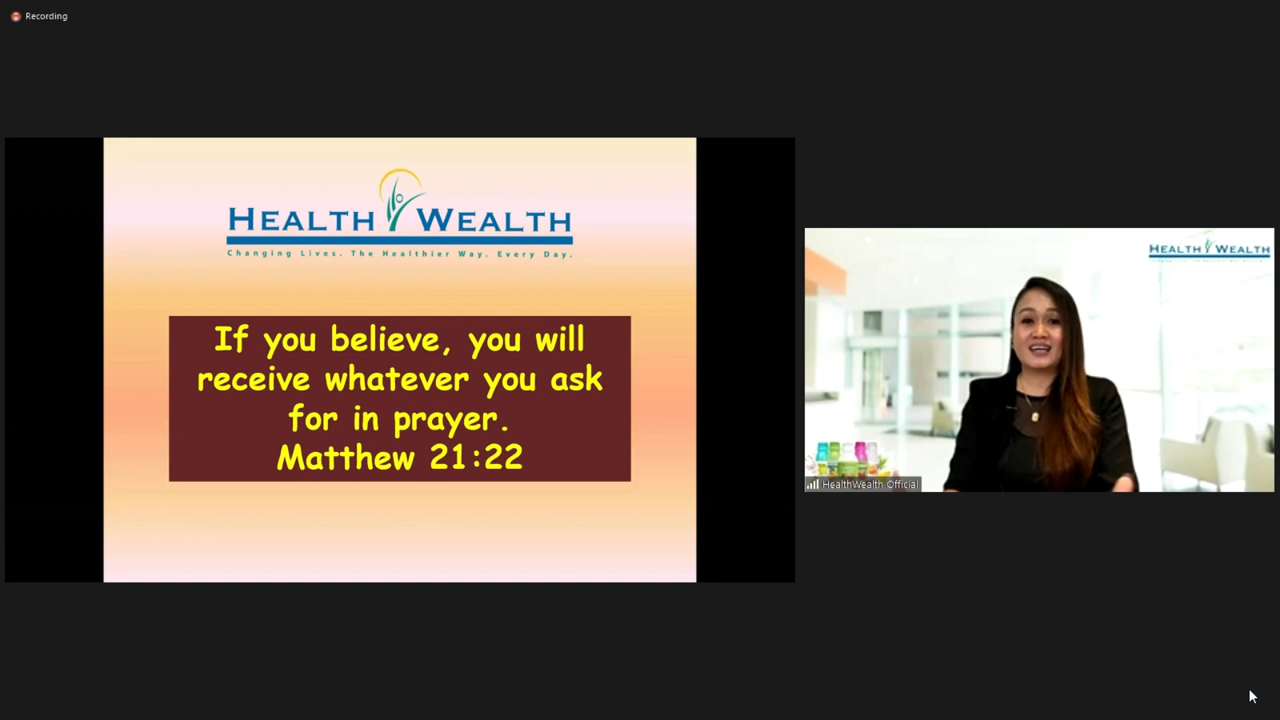 Recording
HEALTH WEALTH
Changing Lives. The Healthier Way. Every Day.
If you believe, you will
receive whatever you ask
for in prayer.
Matthew 21:22
HEALTH WEALTH
HealthWealth Official